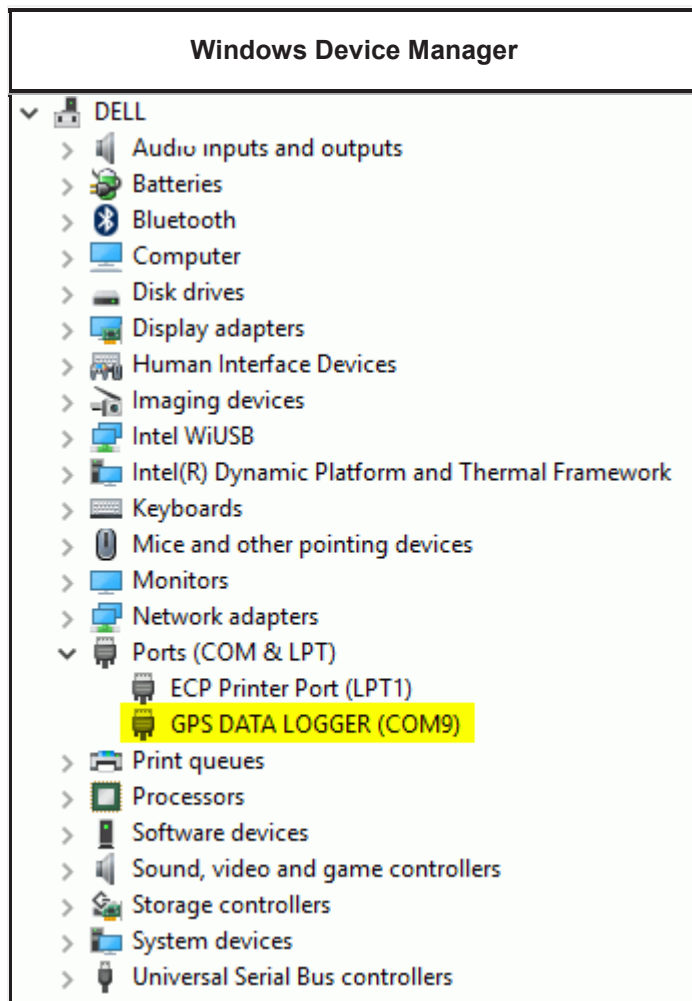 Windows Device Manager
DELL
Audio inputs and outputs
Batteries
Bluetooth
Computer
Disk drives
Display adapters
Human Interface Devices
Imaging devices
Intel WiUSB
Intel(R) Dynamic Platform and Thermal Framework
Keyboards
Mice and other pointing devices
Monitors
Network adapters
Ports (COM & LPT)
ECP Printer Port (LPT1)
GPS DATA LOGGER (COM9)
Print queues
Processors
Software devices
Sound, video and game controllers
Storage controllers
System devices
Universal Serial Bus controllers